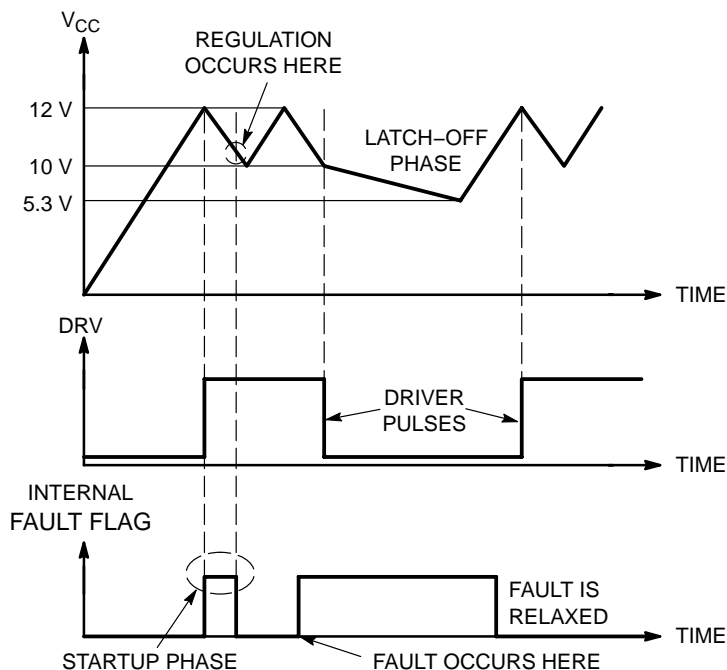 V_CC
REGULATION
OCCURS HERE
12 V
10 V
5.3 V
LATCH−OFF
PHASE
TIME
DRV
DRIVER
PULSES
TIME
INTERNAL
FAULT FLAG
FAULT IS
RELAXED
TIME
STARTUP PHASE
FAULT OCCURS HERE